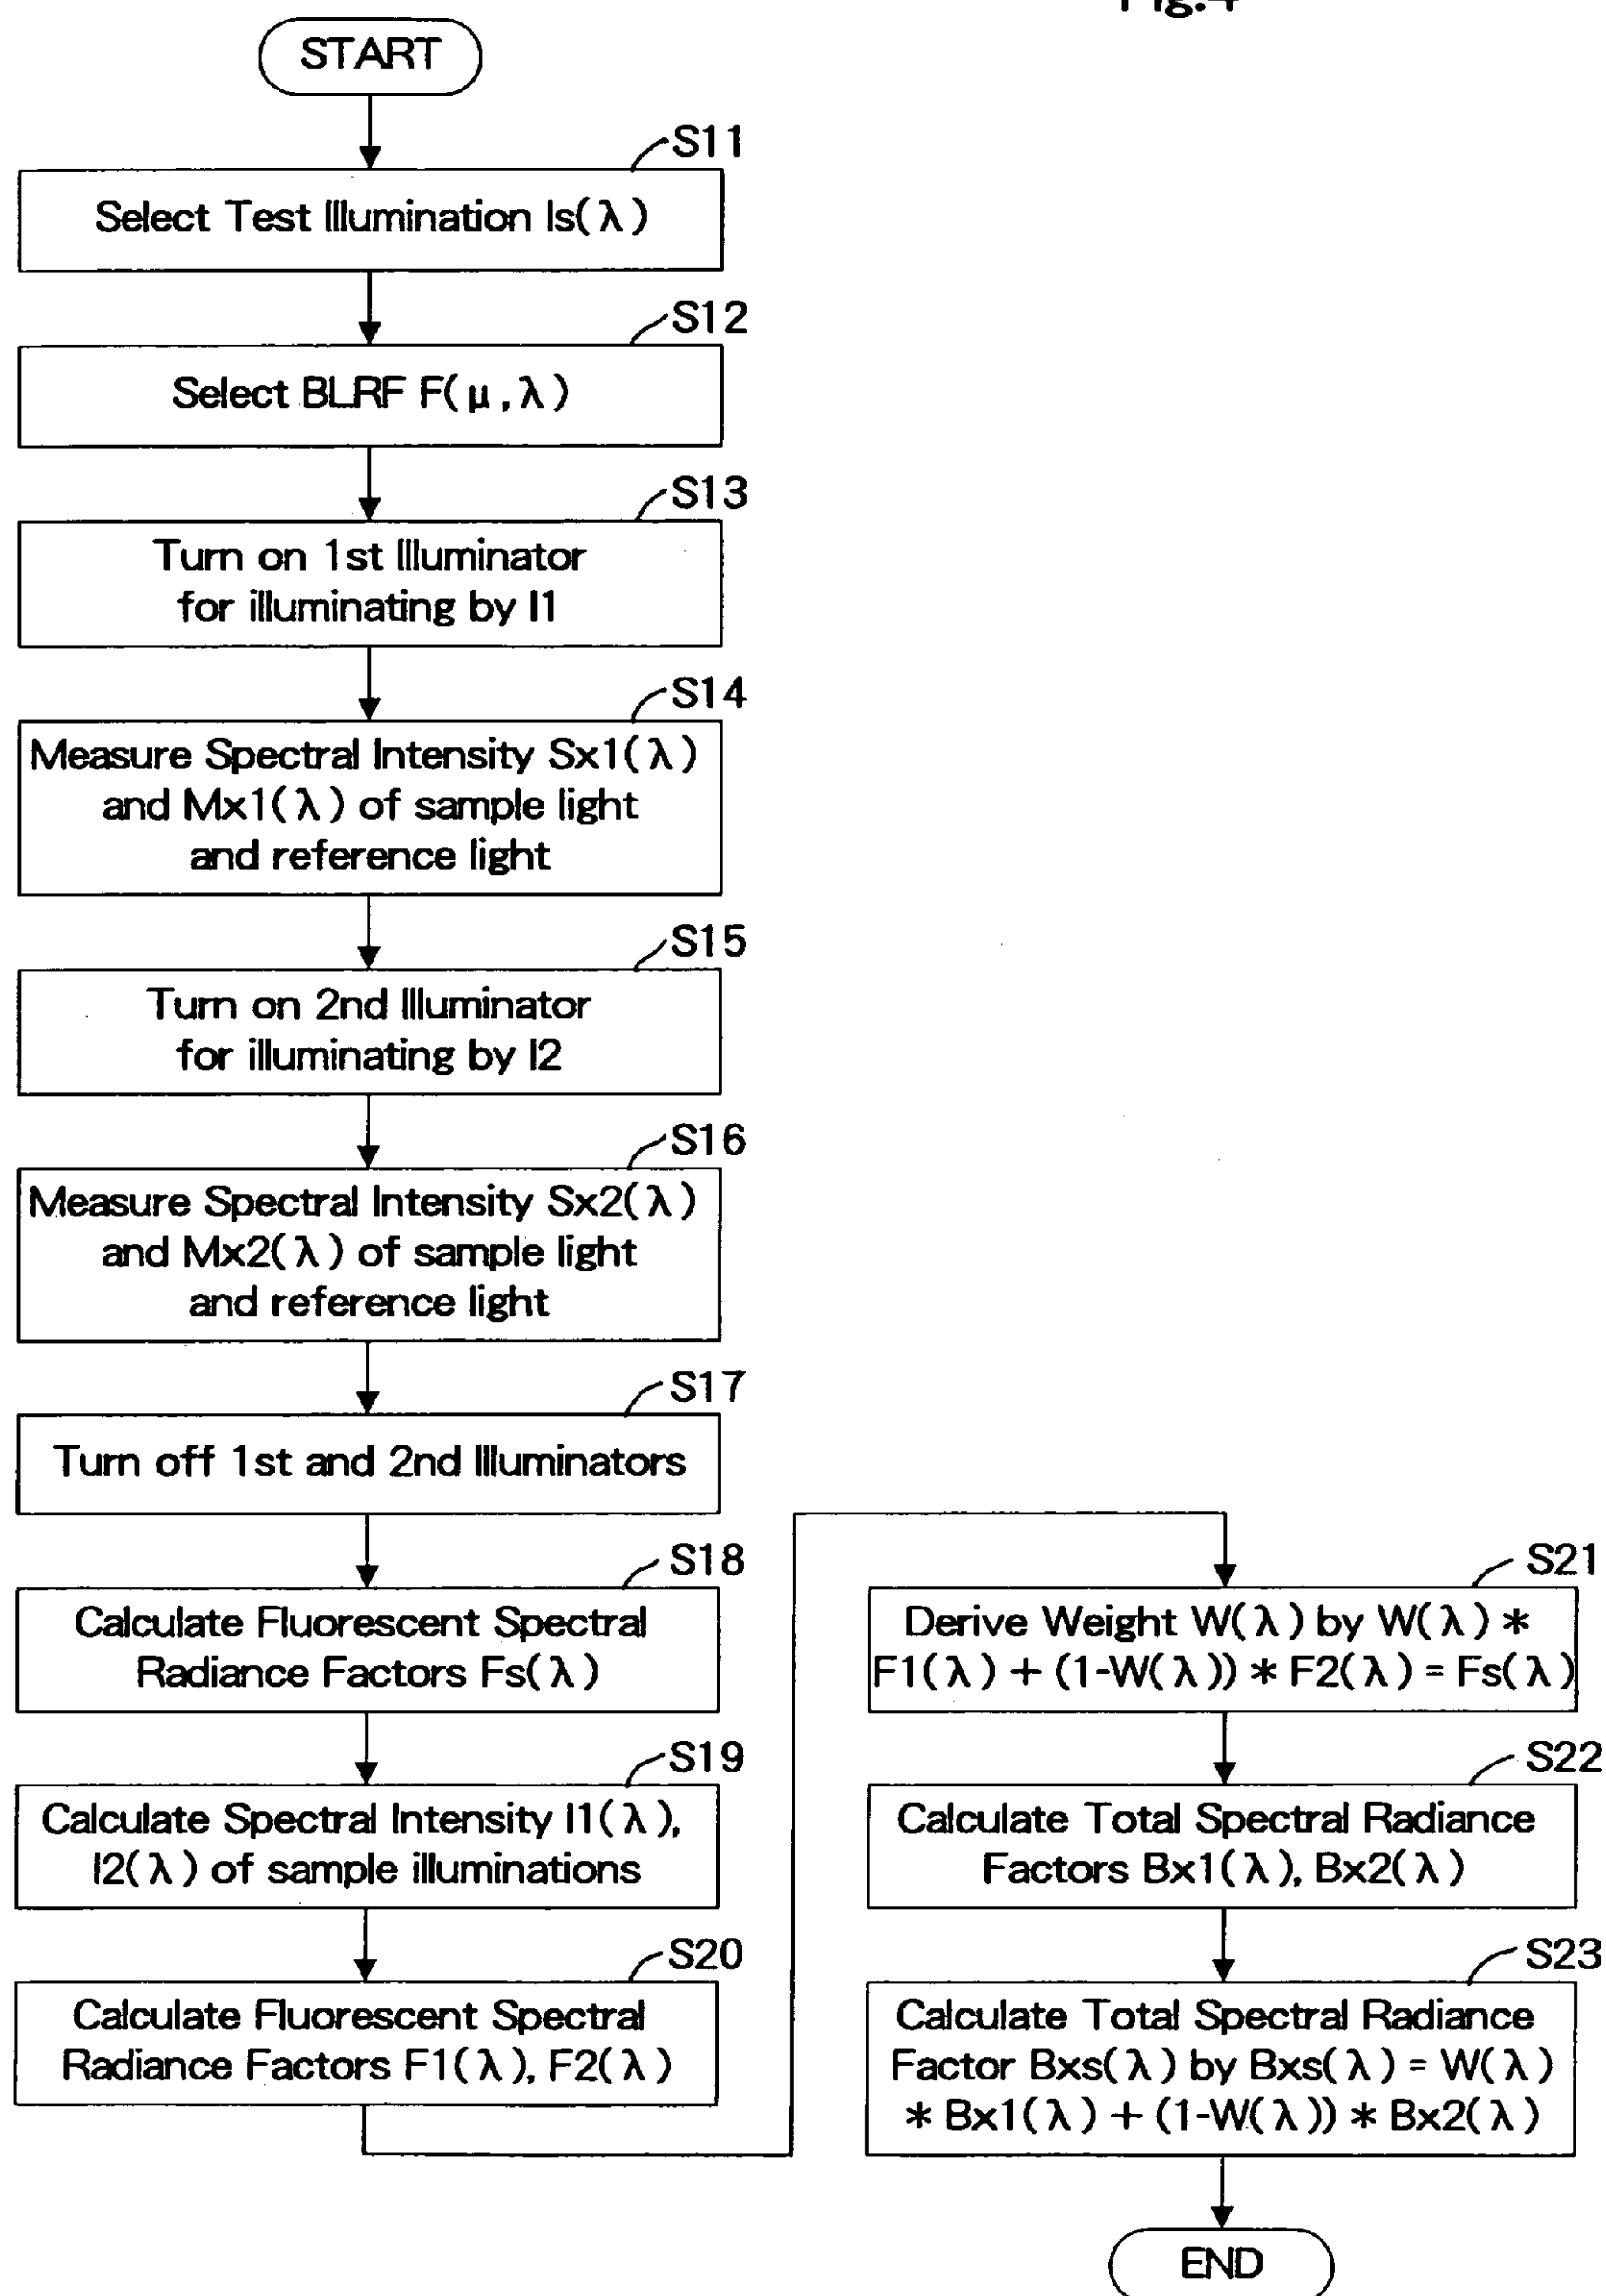 Fig.4
START
S11
Select Test Illumination Is(λ)
S12
Select BLRF F(μ,λ)
S13
Turn on 1st Illuminator
for illuminating by I1
S14
Measure Spectral Intensity Sx1(λ)
and Mx1(λ) of sample light
and reference light
S15
Turn on 2nd Illuminator
for illuminating by I2
S16
Measure Spectral Intensity Sx2(λ)
and Mx2(λ) of sample light
and reference light
S17
Turn off 1st and 2nd Illuminators
S18
Calculate Fluorescent Spectral
Radiance Factors Fs(λ)
S19
Calculate Spectral Intensity I1(λ),
I2(λ) of sample illuminations
S20
Calculate Fluorescent Spectral
Radiance Factors F1(λ), F2(λ)
S21
Derive Weight W(λ) by W(λ) *
F1(λ) + (1-W(λ)) * F2(λ) = Fs(λ)
S22
Calculate Total Spectral Radiance
Factors Bx1(λ), Bx2(λ)
S23
Calculate Total Spectral Radiance
Factor Bxs(λ) by Bxs(λ) = W(λ)
* Bx1(λ) + (1-W(λ)) * Bx2(λ)
END